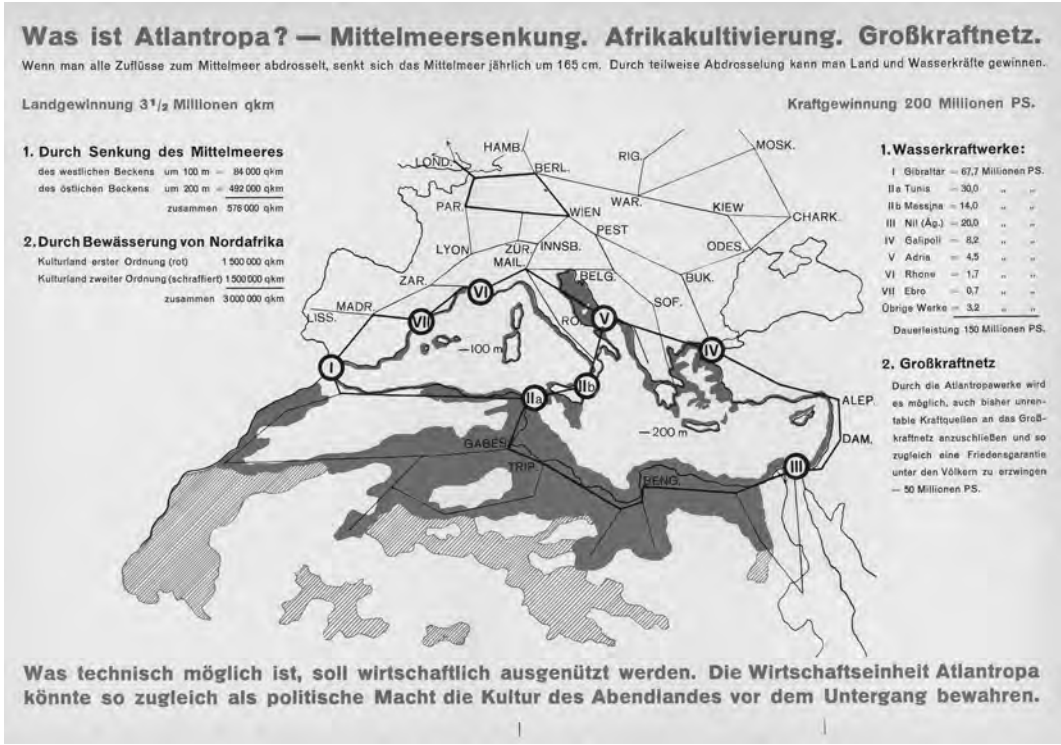 Was ist Atlantropa? — Mittelmeersenkung. Afrikakultivierung. Großkraftnetz.
Wenn man alle Zuflüsse zum Mittelmeer abdrosselt, senkt sich das Mittelmeer jährlich um 165 cm. Durch teilweise Abdrosselung kann man Land und Wasserkräfte gewinnen.
Landgewinnung 3 1/2 Millionen qkm
Kraftgewinnung 200 Millionen PS.
1. Durch Senkung des Mittelmeeres
des westlichen Beckens um 100 m = 84 000 qkm
des östlichen Beckens um 200 m = 492 000 qkm
zusammen 576 000 qkm
2. Durch Bewässerung von Nordafrika
Kulturland erster Ordnung (rot) 1 500 000 qkm
Kulturland zweiter Ordnung (schraffiert) 1 500 000 qkm
zusammen 3 000 000 qkm
HAMB.
LOND.
BERL.
RIG.
MOSK.
PAR.
WIEN
WAR.
KIEW
CHARK.
LYON
ZÜR.
INNSB.
PEST
ODES.
MAIL.
ZAR.
BELG.
BUK.
MADR.
LISS.
SOF.
RO
VI
VII
V
IV
I
—100 m
IIa
IIb
—200 m
ALEP.
DAM.
GABES
TRIP.
BENG.
III
1. Wasserkraftwerke:
I Gibraltar = 67,7 Millionen PS.
IIa Tunis = 30,0 „ „
IIb Messina = 14,0 „ „
III Nil (Äg.) = 20,0 „ „
IV Galipoli = 8,2 „ „
V Adria = 4,5 „ „
VI Rhone = 1,7 „ „
VII Ebro = 0,7 „ „
Übrige Werke = 3,2 „ „
Dauerleistung 150 Millionen PS.
2. Großkraftnetz
Durch die Atlantropawerke wird
es möglich, auch bisher unren-
table Kraftquellen an das Groß-
kraftnetz anzuschließen und so
zugleich eine Friedensgarantie
unter den Völkern zu erzwingen
— 50 Millionen PS.
Was technisch möglich ist, soll wirtschaftlich ausgenützt werden. Die Wirtschaftseinheit Atlantropa
könnte so zugleich als politische Macht die Kultur des Abendlandes vor dem Untergang bewahren.